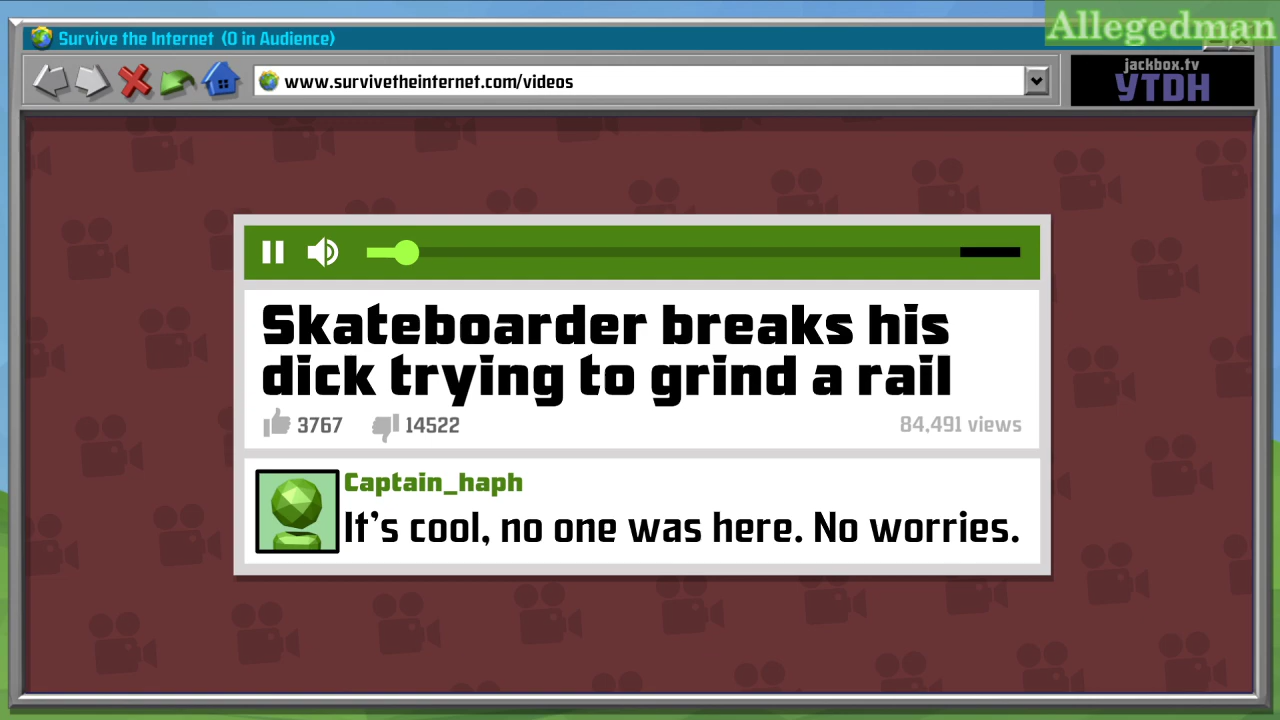 Allegedman
Survive the Internet (0 in Audience)
www.survivetheinternet.com/videos
jackbox.tv
YTDH
Skateboarder breaks his
dick trying to grind a rail
3767 14522 84,491 views
Captain_haph
It's cool, no one was here. No worries.